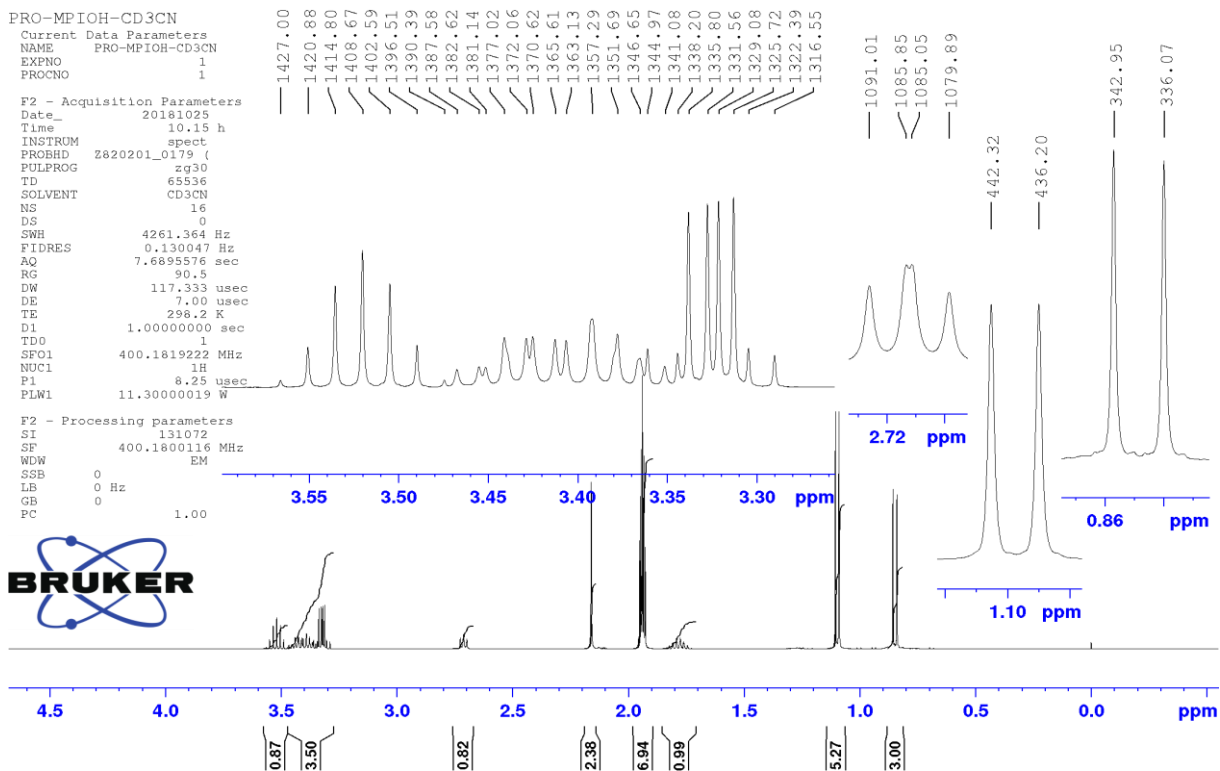 PRO-MPIOH-CD3CN
Current Data Parameters
NAME PRO-MPIOH-CD3CN
EXPNO 1
PROCNO 1
F2 - Acquisition Parameters
Date_ 20181025
Time 10.15 h
INSTRUM spect
PROBHD Z820201_0179 (
PULPROG zg30
TD 65536
SOLVENT CD3CN
NS 16
DS 0
SWH 4261.364 Hz
FIDRES 0.130047 Hz
AQ 7.6895576 sec
RG 90.5
DW 117.333 usec
DE 7.00 usec
TE 298.2 K
D1 1.00000000 sec
TD0 1
SFO1 400.1819222 MHz
NUC1 1H
P1 8.25 usec
PLW1 11.30000019 W
F2 - Processing parameters
SI 131072
SF 400.1800116 MHz
WDW EM
SSB 0
LB 0 Hz
GB 0
PC 1.00
BRUKER
1427.00
1420.88
1414.80
1408.67
1402.59
1396.51
1390.39
1387.58
1382.62
1381.14
1377.02
1372.06
1370.62
1365.61
1363.13
1357.29
1351.69
1346.65
1344.97
1341.08
1338.20
1335.80
1331.56
1329.08
1325.72
1322.39
1316.55
1091.01
1085.85
1085.05
1079.89
442.32
436.20
342.95
336.07
3.55 3.50 3.45 3.40 3.35 3.30 ppm
2.72 ppm
1.10 ppm
0.86 ppm
4.5 4.0 3.5 3.0 2.5 2.0 1.5 1.0 0.5 0.0 ppm
0.87
3.50
0.82
2.38
6.94
0.99
5.27
3.00